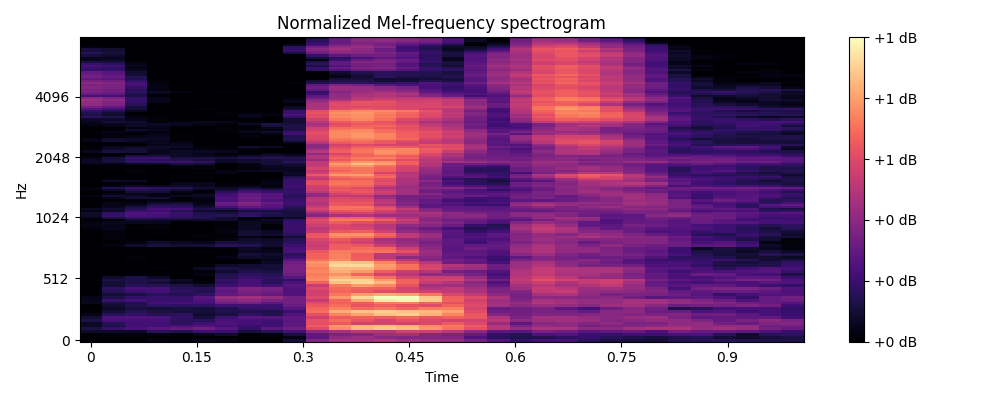 Normalized Mel-frequency spectrogram
Hz
4096
2048
1024
512
0
0 0.15 0.3 0.45 0.6 0.75 0.9
Time
+1 dB
+1 dB
+1 dB
+0 dB
+0 dB
+0 dB